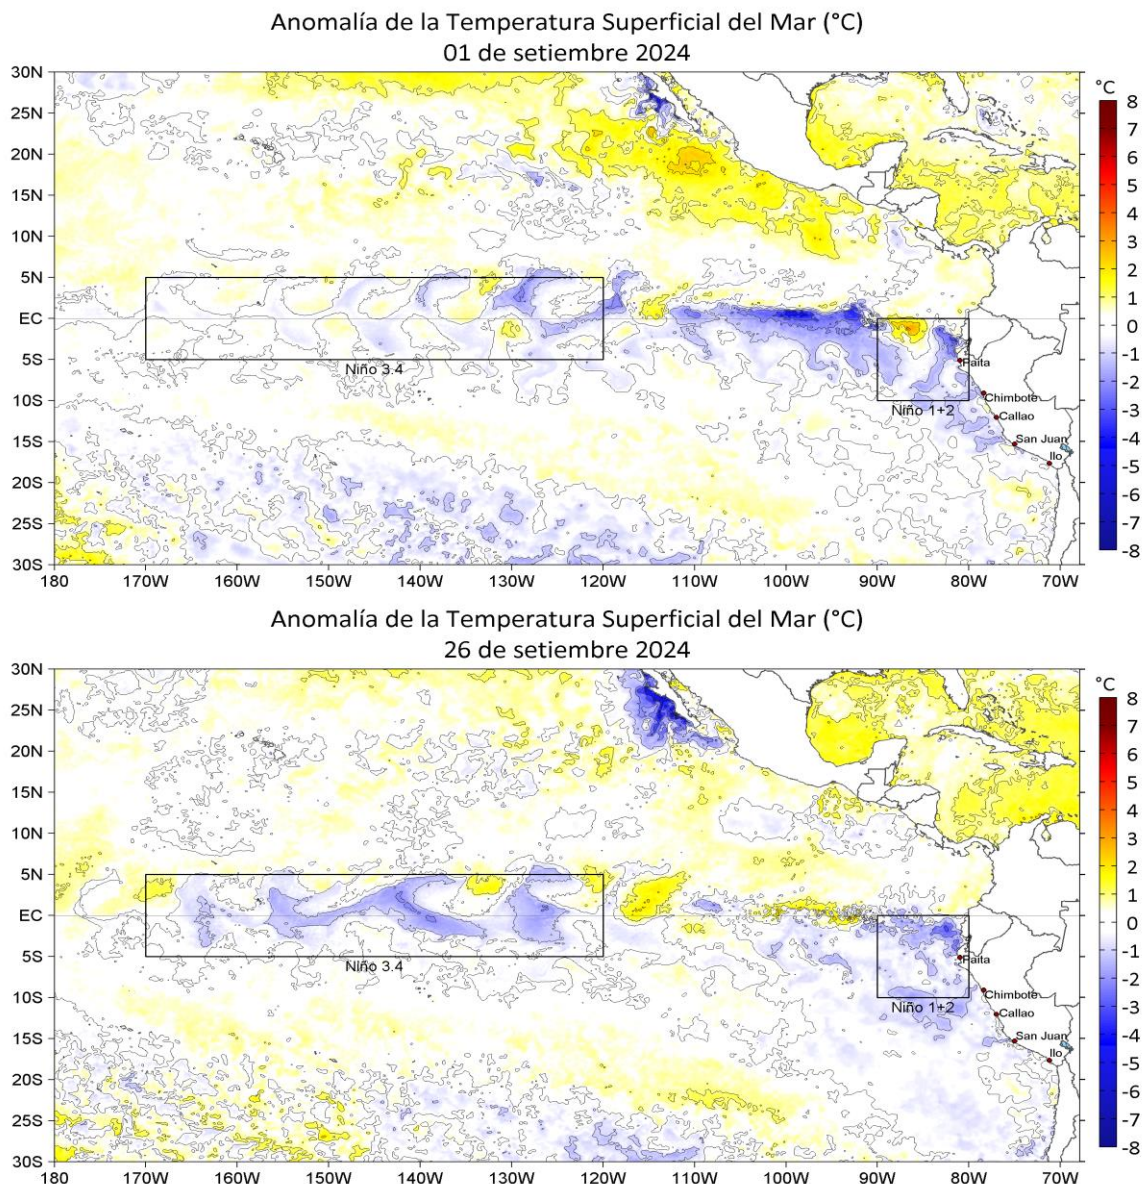 Anomalía de la Temperatura Superficial del Mar (°C)
01 de setiembre 2024
°C
30N
25N
20N
15N
10N
5N
EC
5S
10S
15S
20S
25S
30S
8
7
6
5
4
3
2
1
0
-1
-2
-3
-4
-5
-6
-7
-8
Niño 3.4
Niño 1+2
Paita
Chimbote
Callao
San Juan
Ilo
180 170W 160W 150W 140W 130W 120W 110W 100W 90W 80W 70W
Anomalía de la Temperatura Superficial del Mar (°C)
26 de setiembre 2024
°C
30N
25N
20N
15N
10N
5N
EC
5S
10S
15S
20S
25S
30S
8
7
6
5
4
3
2
1
0
-1
-2
-3
-4
-5
-6
-7
-8
Niño 3.4
Niño 1+2
Paita
Chimbote
Callao
San Juan
Ilo
180 170W 160W 150W 140W 130W 120W 110W 100W 90W 80W 70W